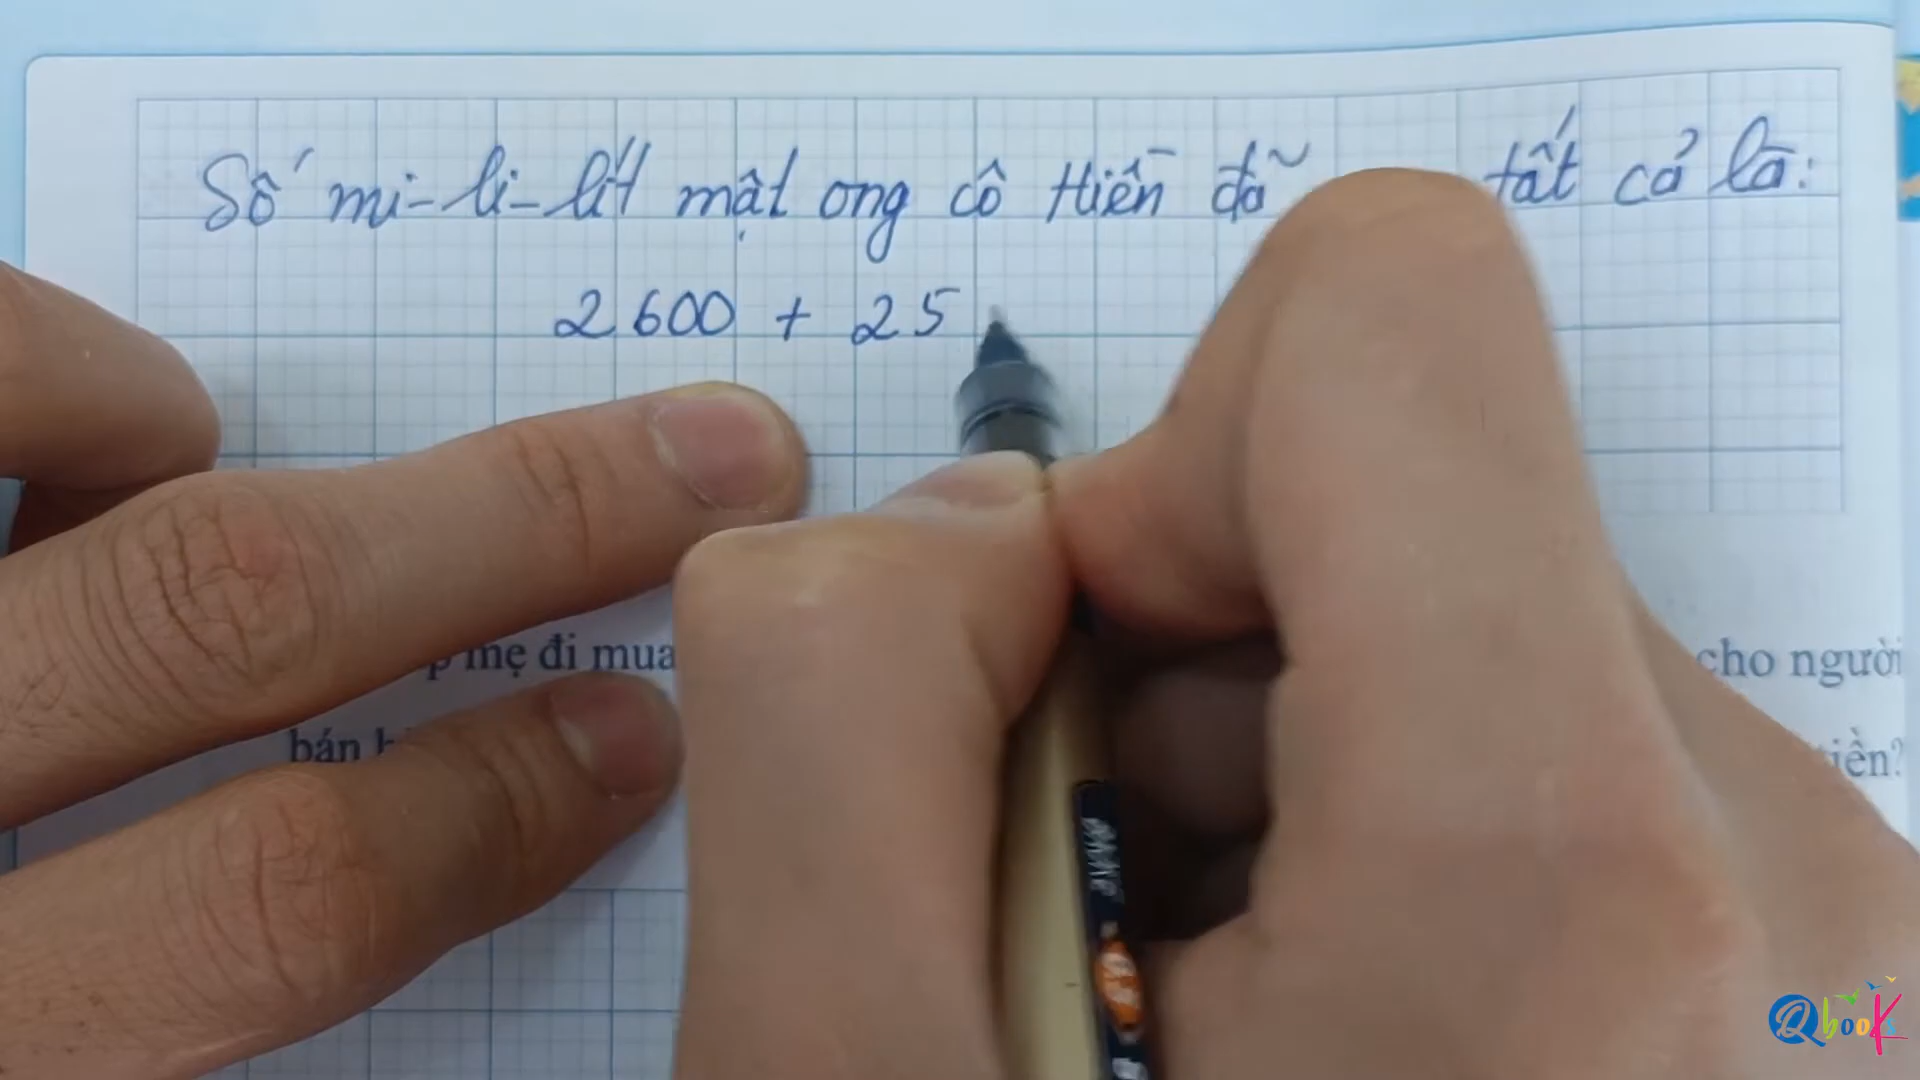 Số mi-li-lít mật ong cô Hiền đã tất cả là:
2 600 + 25
mẹ đi mua cho người
bán tiền?
Qbook